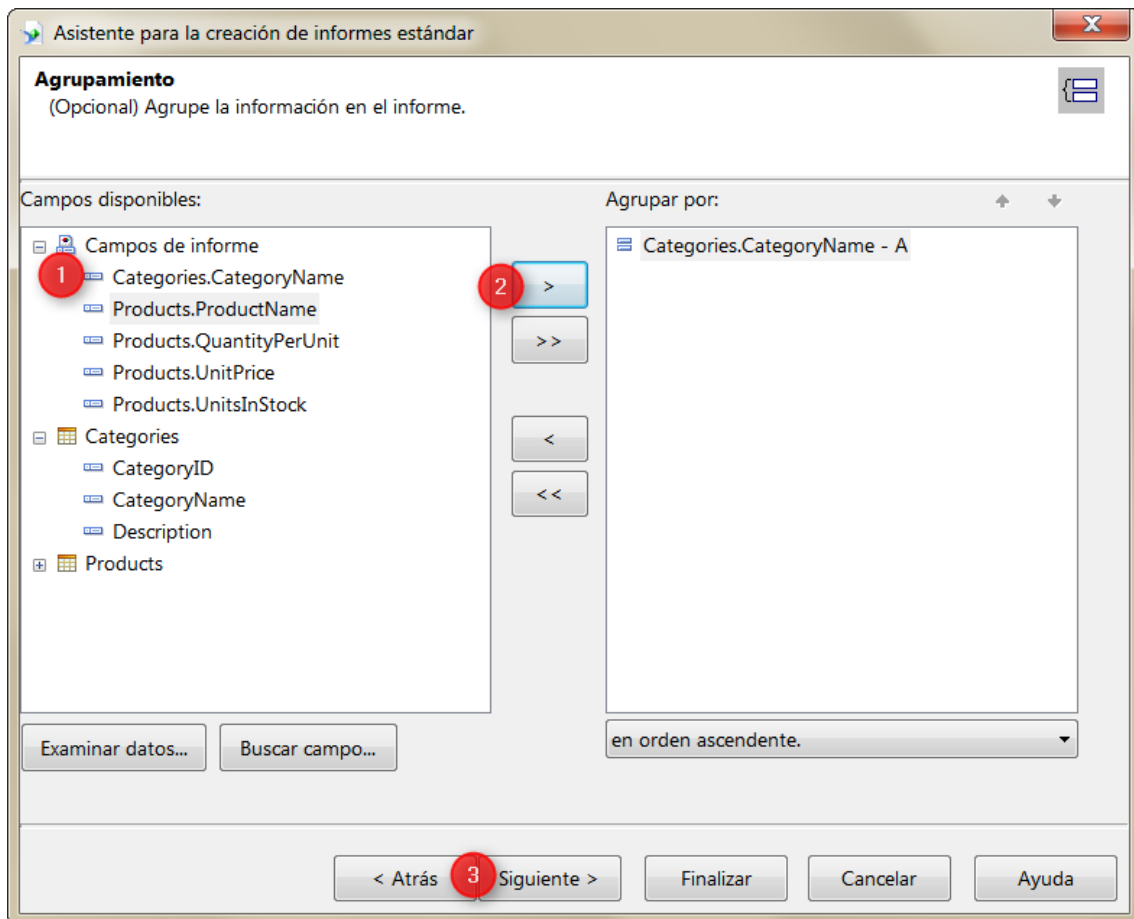 Asistente para la creación de informes estándar
X
Agrupamiento
(Opcional) Agrupe la información en el informe.
Campos disponibles:
Campos de informe
1
Categories.CategoryName
Products.ProductName
Products.QuantityPerUnit
Products.UnitPrice
Products.UnitsInStock
Categories
CategoryID
CategoryName
Description
Products
2
>
>>
<
<<
Agrupar por:
Categories.CategoryName - A
Examinar datos...
Buscar campo...
en orden ascendente.
< Atrás
3
Siguiente >
Finalizar
Cancelar
Ayuda